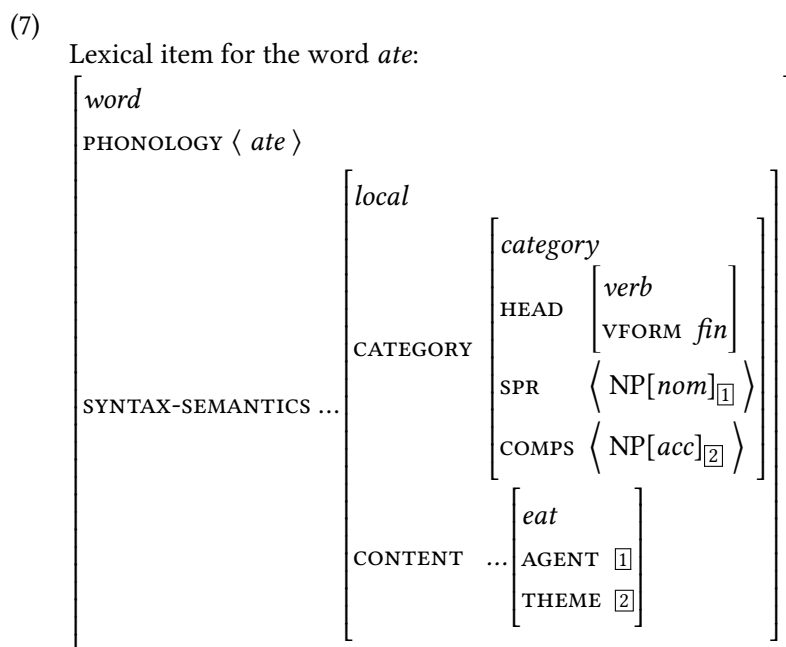 (7)
Lexical item for the word ate:
word
PHONOLOGY ⟨ ate ⟩
local
category
HEAD verb
VFORM fin
CATEGORY
SPR ⟨ NP[nom]1 ⟩
SYNTAX-SEMANTICS ...
COMPS ⟨ NP[acc]2 ⟩
eat
CONTENT ... AGENT 1
THEME 2